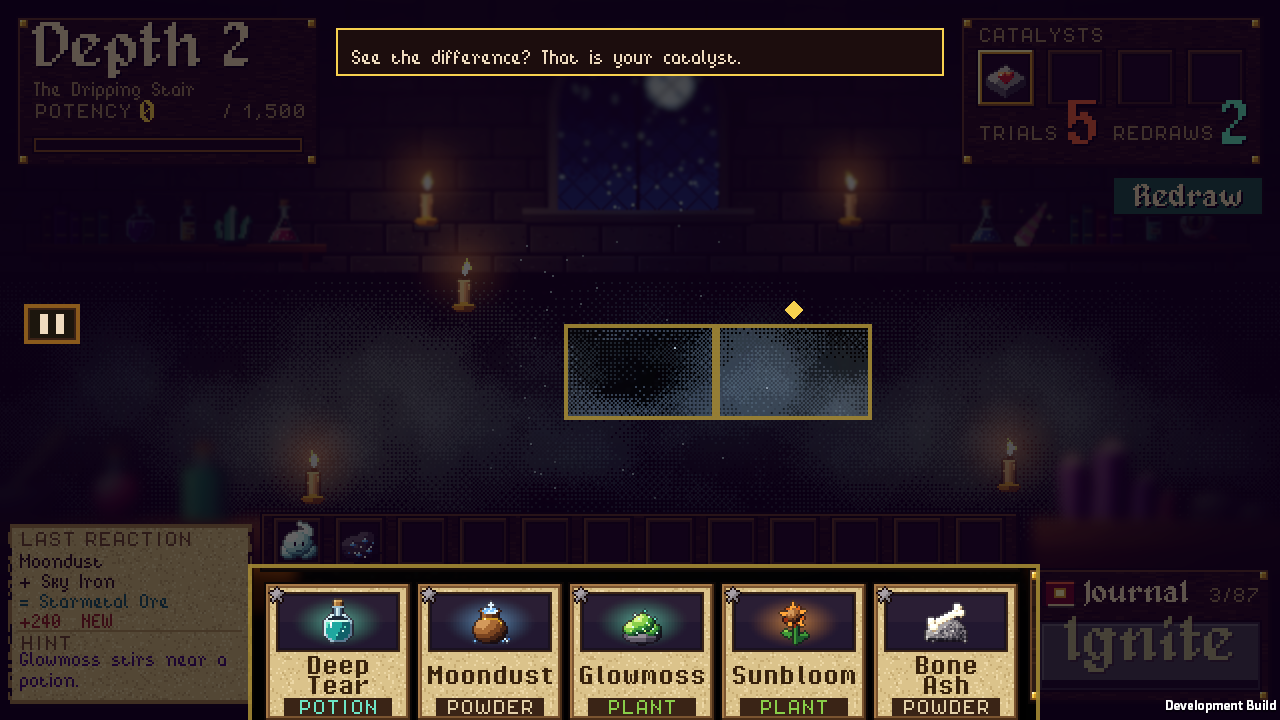 Depth 2
The Dripping Stair
POTENCY 0 / 1,500
See the difference? That is your catalyst.
CATALYSTS
TRIALS 5 REDRAWS 2
Redraw
LAST REACTION
Moondust
+ Sky Iron
= Starmetal Ore
+240 NEW
HINT
Glowmoss stirs near a
potion.
Deep
Tear
POTION
Moondust
POWDER
Glowmoss
PLANT
Sunbloom
PLANT
Bone
Ash
POWDER
Journal 3/87
Ignite
Development Build